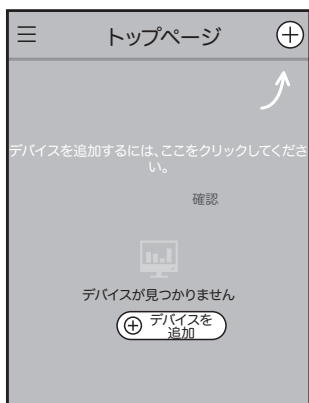 トップページ
デバイスを追加するには、ここをクリックしてくださ
い。
確認
デバイスが見つかりません
デバイスを
追加